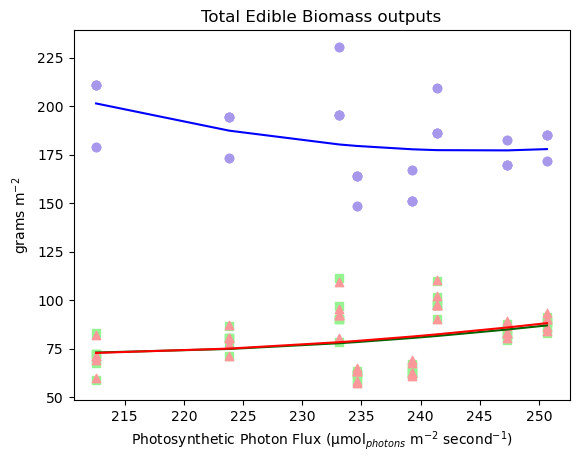 Total Edible Biomass outputs
225
200
175
150
125
100
75
50
grams m⁻²
215 220 225 230 235 240 245 250
Photosynthetic Photon Flux (μmol_photons m⁻² second⁻¹)